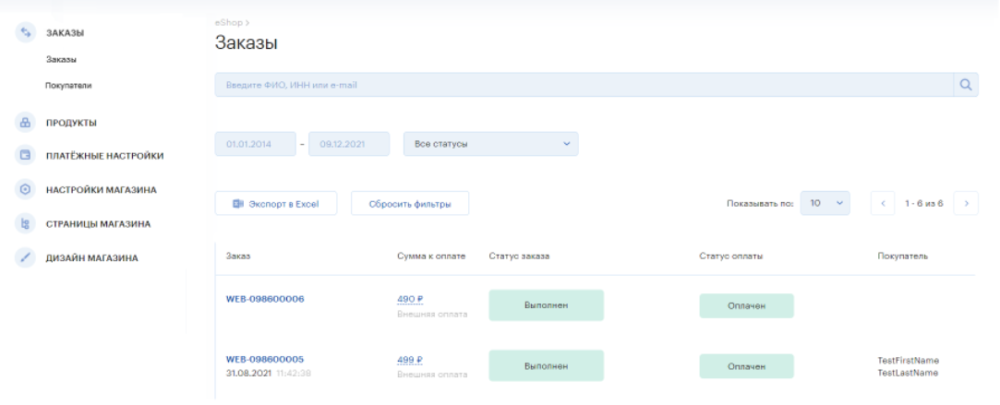 eShop >
Заказы
ЗАКАЗЫ
Заказы
Покупатели
ПРОДУКТЫ
ПЛАТЁЖНЫЕ НАСТРОЙКИ
НАСТРОЙКИ МАГАЗИНА
СТРАНИЦЫ МАГАЗИНА
ДИЗАЙН МАГАЗИНА
Введите ФИО, ИНН или e-mail
01.01.2014 - 09.12.2021 Все статусы
Экспорт в Excel Сбросить фильтры Показывать по: 10 < 1 - 6 из 6 >
Заказ Сумма к оплате Статус заказа Статус оплаты Покупатель
WEB-098600006 490 ₽ Выполнен Оплачен
Внешняя оплата
WEB-098600005 499 ₽ Выполнен Оплачен TestFirstName
31.08.2021 11:42:38 Внешняя оплата TestLastName